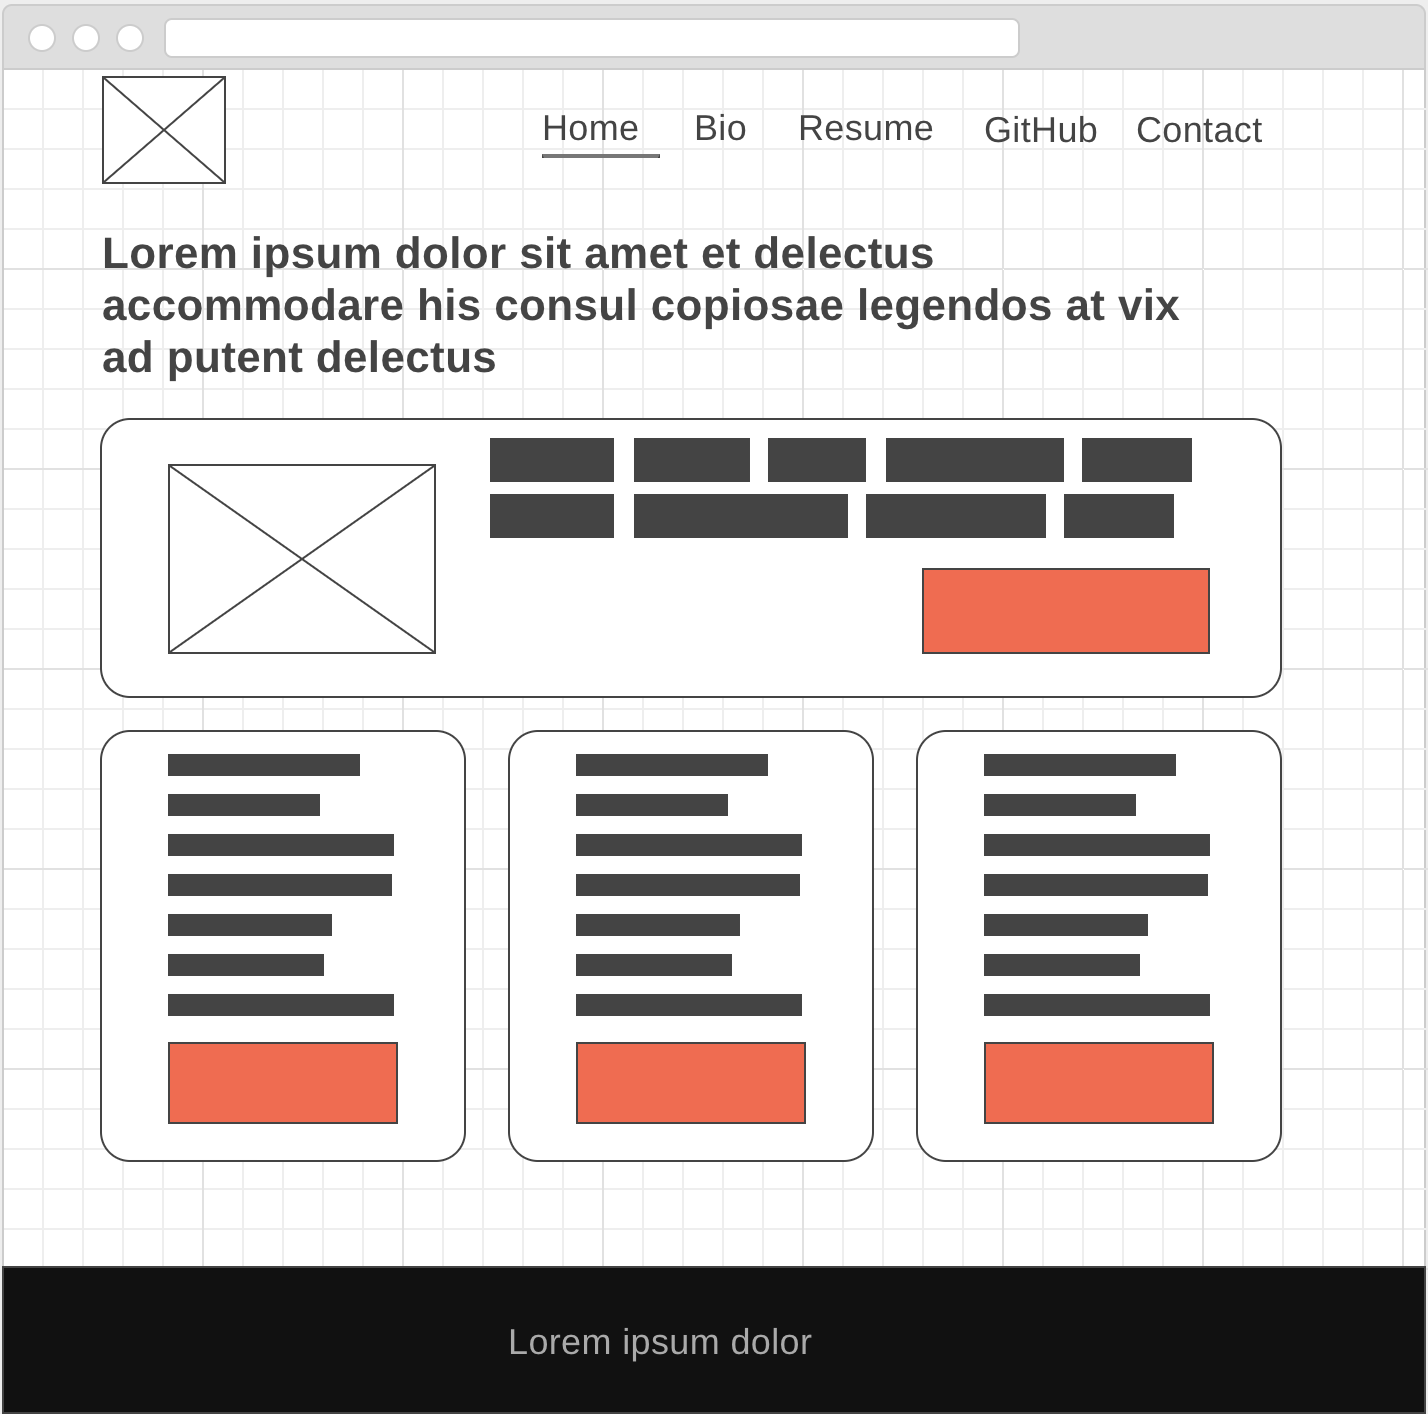 Home Bio Resume GitHub Contact
Lorem ipsum dolor sit amet et delectus
accommodare his consul copiosae legendos at vix
ad putent delectus
Lorem ipsum dolor